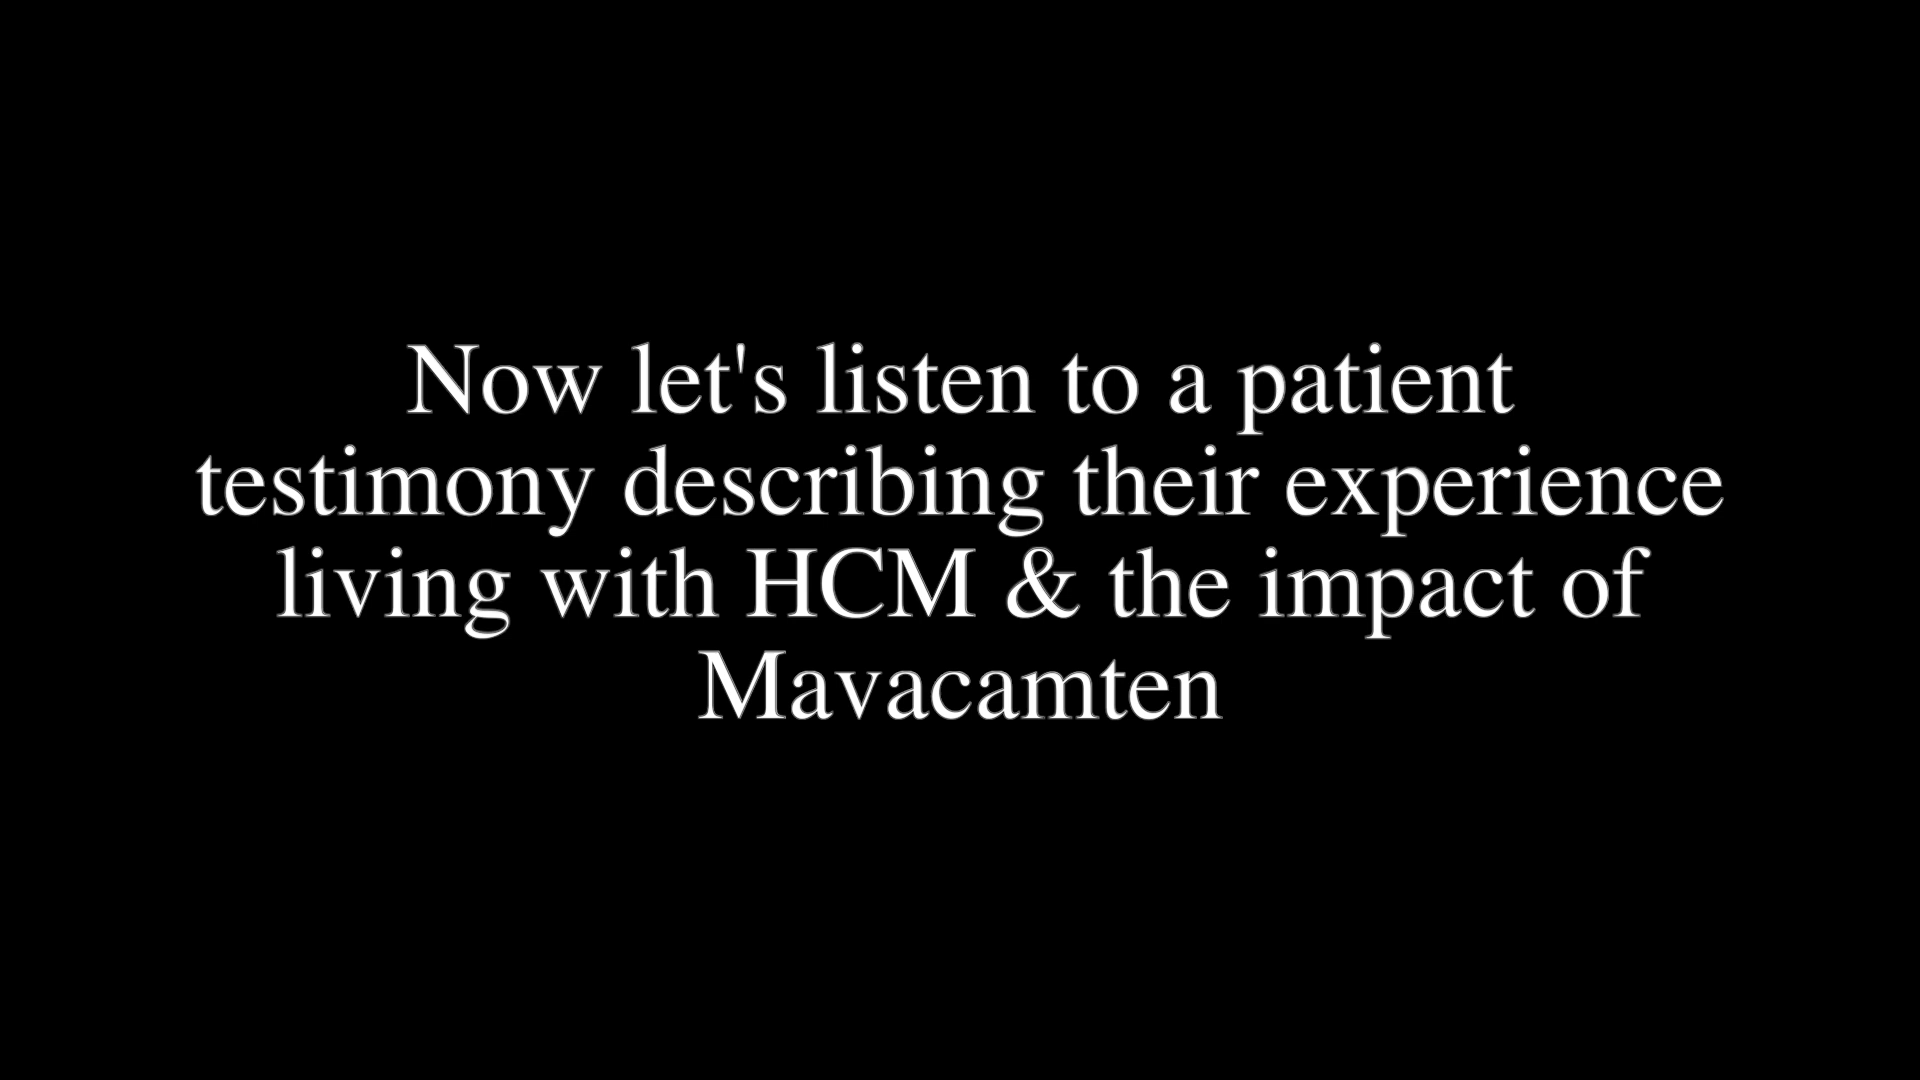 Now let's listen to a patient
testimony describing their experience
living with HCM & the impact of
Mavacamten